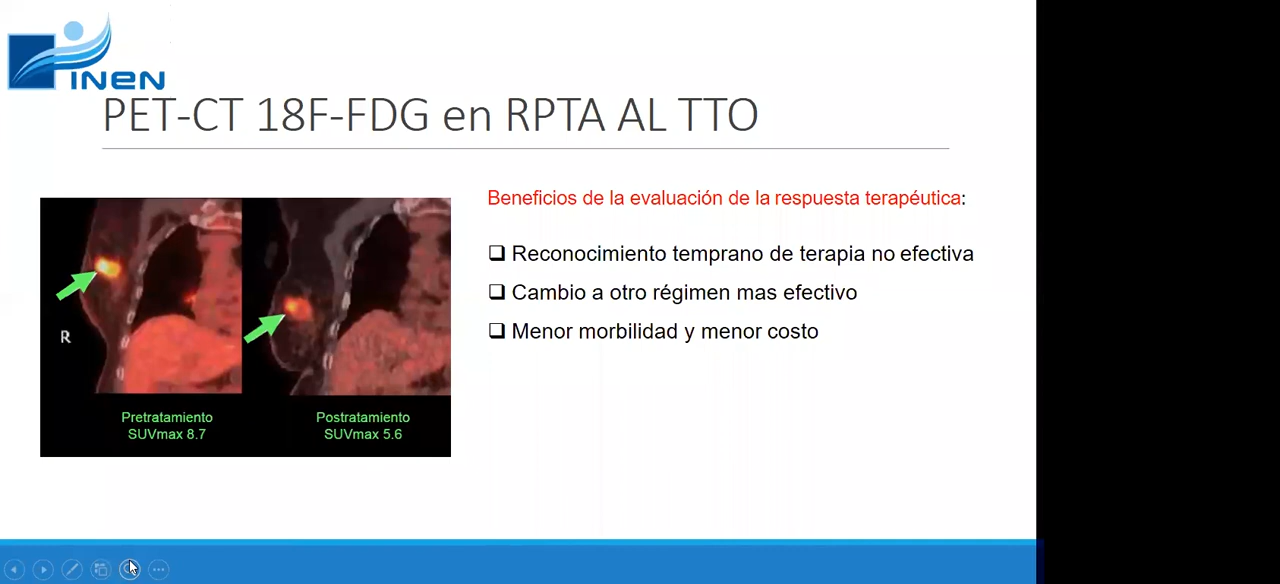 INEN
PET-CT 18F-FDG en RPTA AL TTO
Beneficios de la evaluación de la respuesta terapéutica:
Reconocimiento temprano de terapia no efectiva
Cambio a otro régimen mas efectivo
Menor morbilidad y menor costo
R
Pretratamiento
SUVmax 8.7
Postratamiento
SUVmax 5.6